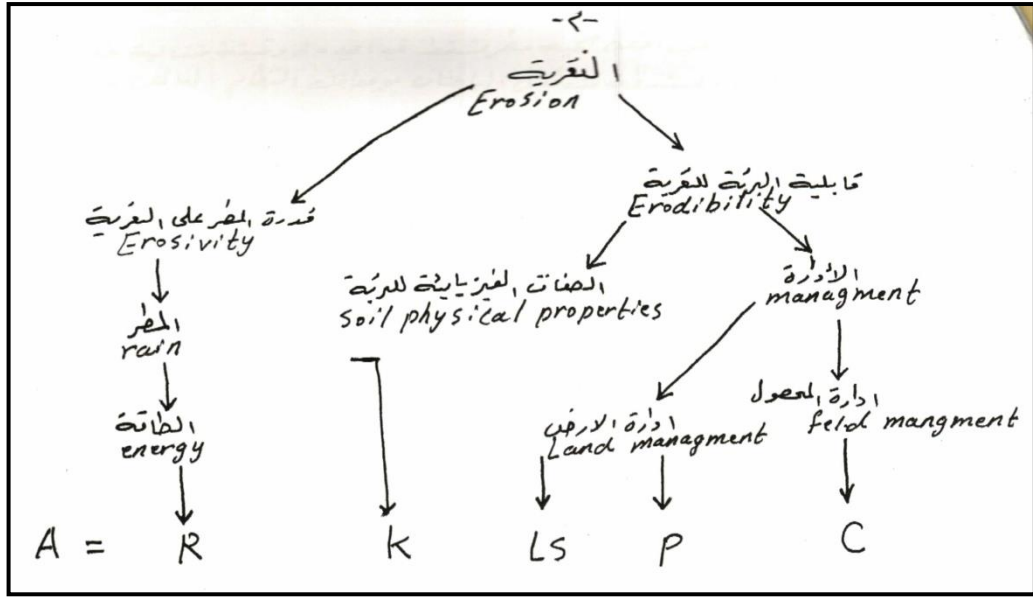 -٢-
التعرية
Erosion
قابلية التربة للتعرية
Erodibility
قدرة المطر على التعرية
Erosivity
الصفات الفيزيائية للتربة
soil physical properties
الأدارة
managment
المطر
rain
ادارة المحصول
feld mangment
ادارة الارض
Land managment
الطاقة
energy
A = R K LS P C